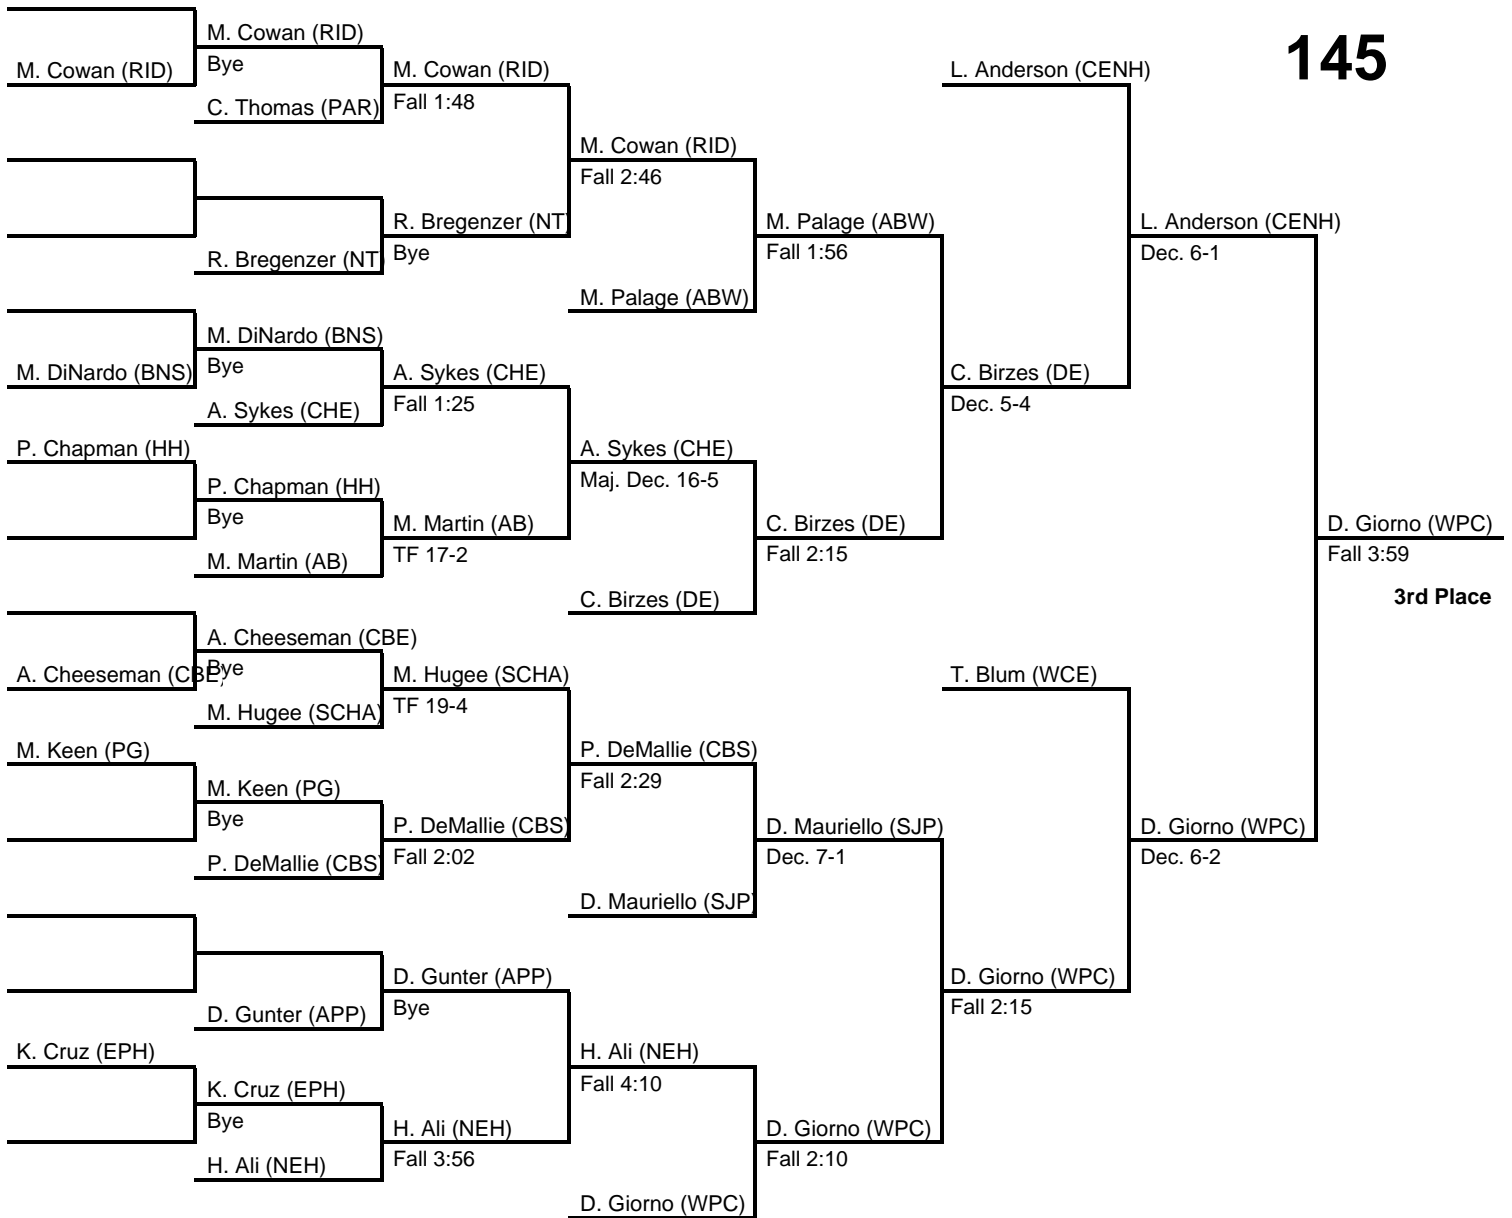 145
M. Cowan (RID)
M. Cowan (RID)
Bye
C. Thomas (PAR)
M. Cowan (RID)
Fall 1:48
L. Anderson (CENH)
M. Cowan (RID)
Fall 2:46
R. Bregenzer (NT)
R. Bregenzer (NT)
Bye
M. Palage (ABW)
Fall 1:56
L. Anderson (CENH)
Dec. 6-1
M. Palage (ABW)
M. DiNardo (BNS)
M. DiNardo (BNS)
Bye
A. Sykes (CHE)
A. Sykes (CHE)
Fall 1:25
C. Birzes (DE)
Dec. 5-4
P. Chapman (HH)
P. Chapman (HH)
Bye
M. Martin (AB)
A. Sykes (CHE)
Maj. Dec. 16-5
M. Martin (AB)
TF 17-2
C. Birzes (DE)
Fall 2:15
D. Giorno (WPC)
Fall 3:59
3rd Place
C. Birzes (DE)
A. Cheeseman (CBE)
A. Cheeseman (CBE)
Bye
M. Hugee (SCHA)
M. Hugee (SCHA)
TF 19-4
T. Blum (WCE)
M. Keen (PG)
M. Keen (PG)
Bye
P. DeMallie (CBS)
P. DeMallie (CBS)
Fall 2:29
P. DeMallie (CBS)
Fall 2:02
D. Mauriello (SJP)
Dec. 7-1
D. Giorno (WPC)
Dec. 6-2
D. Mauriello (SJP)
D. Gunter (APP)
D. Gunter (APP)
Bye
D. Giorno (WPC)
Fall 2:15
K. Cruz (EPH)
K. Cruz (EPH)
Bye
H. Ali (NEH)
H. Ali (NEH)
Fall 4:10
H. Ali (NEH)
Fall 3:56
D. Giorno (WPC)
Fall 2:10
D. Giorno (WPC)